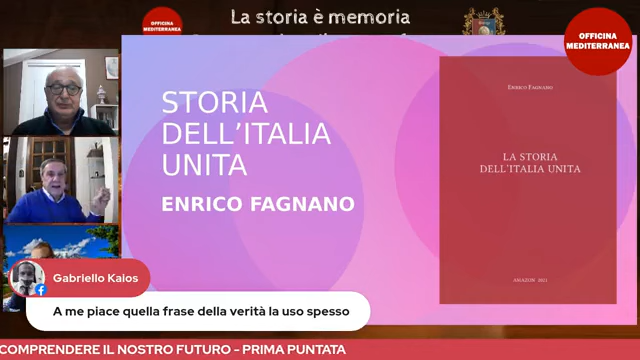 La storia è memoria
OFFICINA
MEDITERRANEA
OFFICINA
MEDITERRANEA
STORIA
DELL'ITALIA
UNITA
ENRICO FAGNANO
ENRICO FAGNANO
LA STORIA
DELL'ITALIA UNITA
AMAZON 2021
Gabriello Kaios
A me piace quella frase della verità la uso spesso
COMPRENDERE IL NOSTRO FUTURO - PRIMA PUNTATA